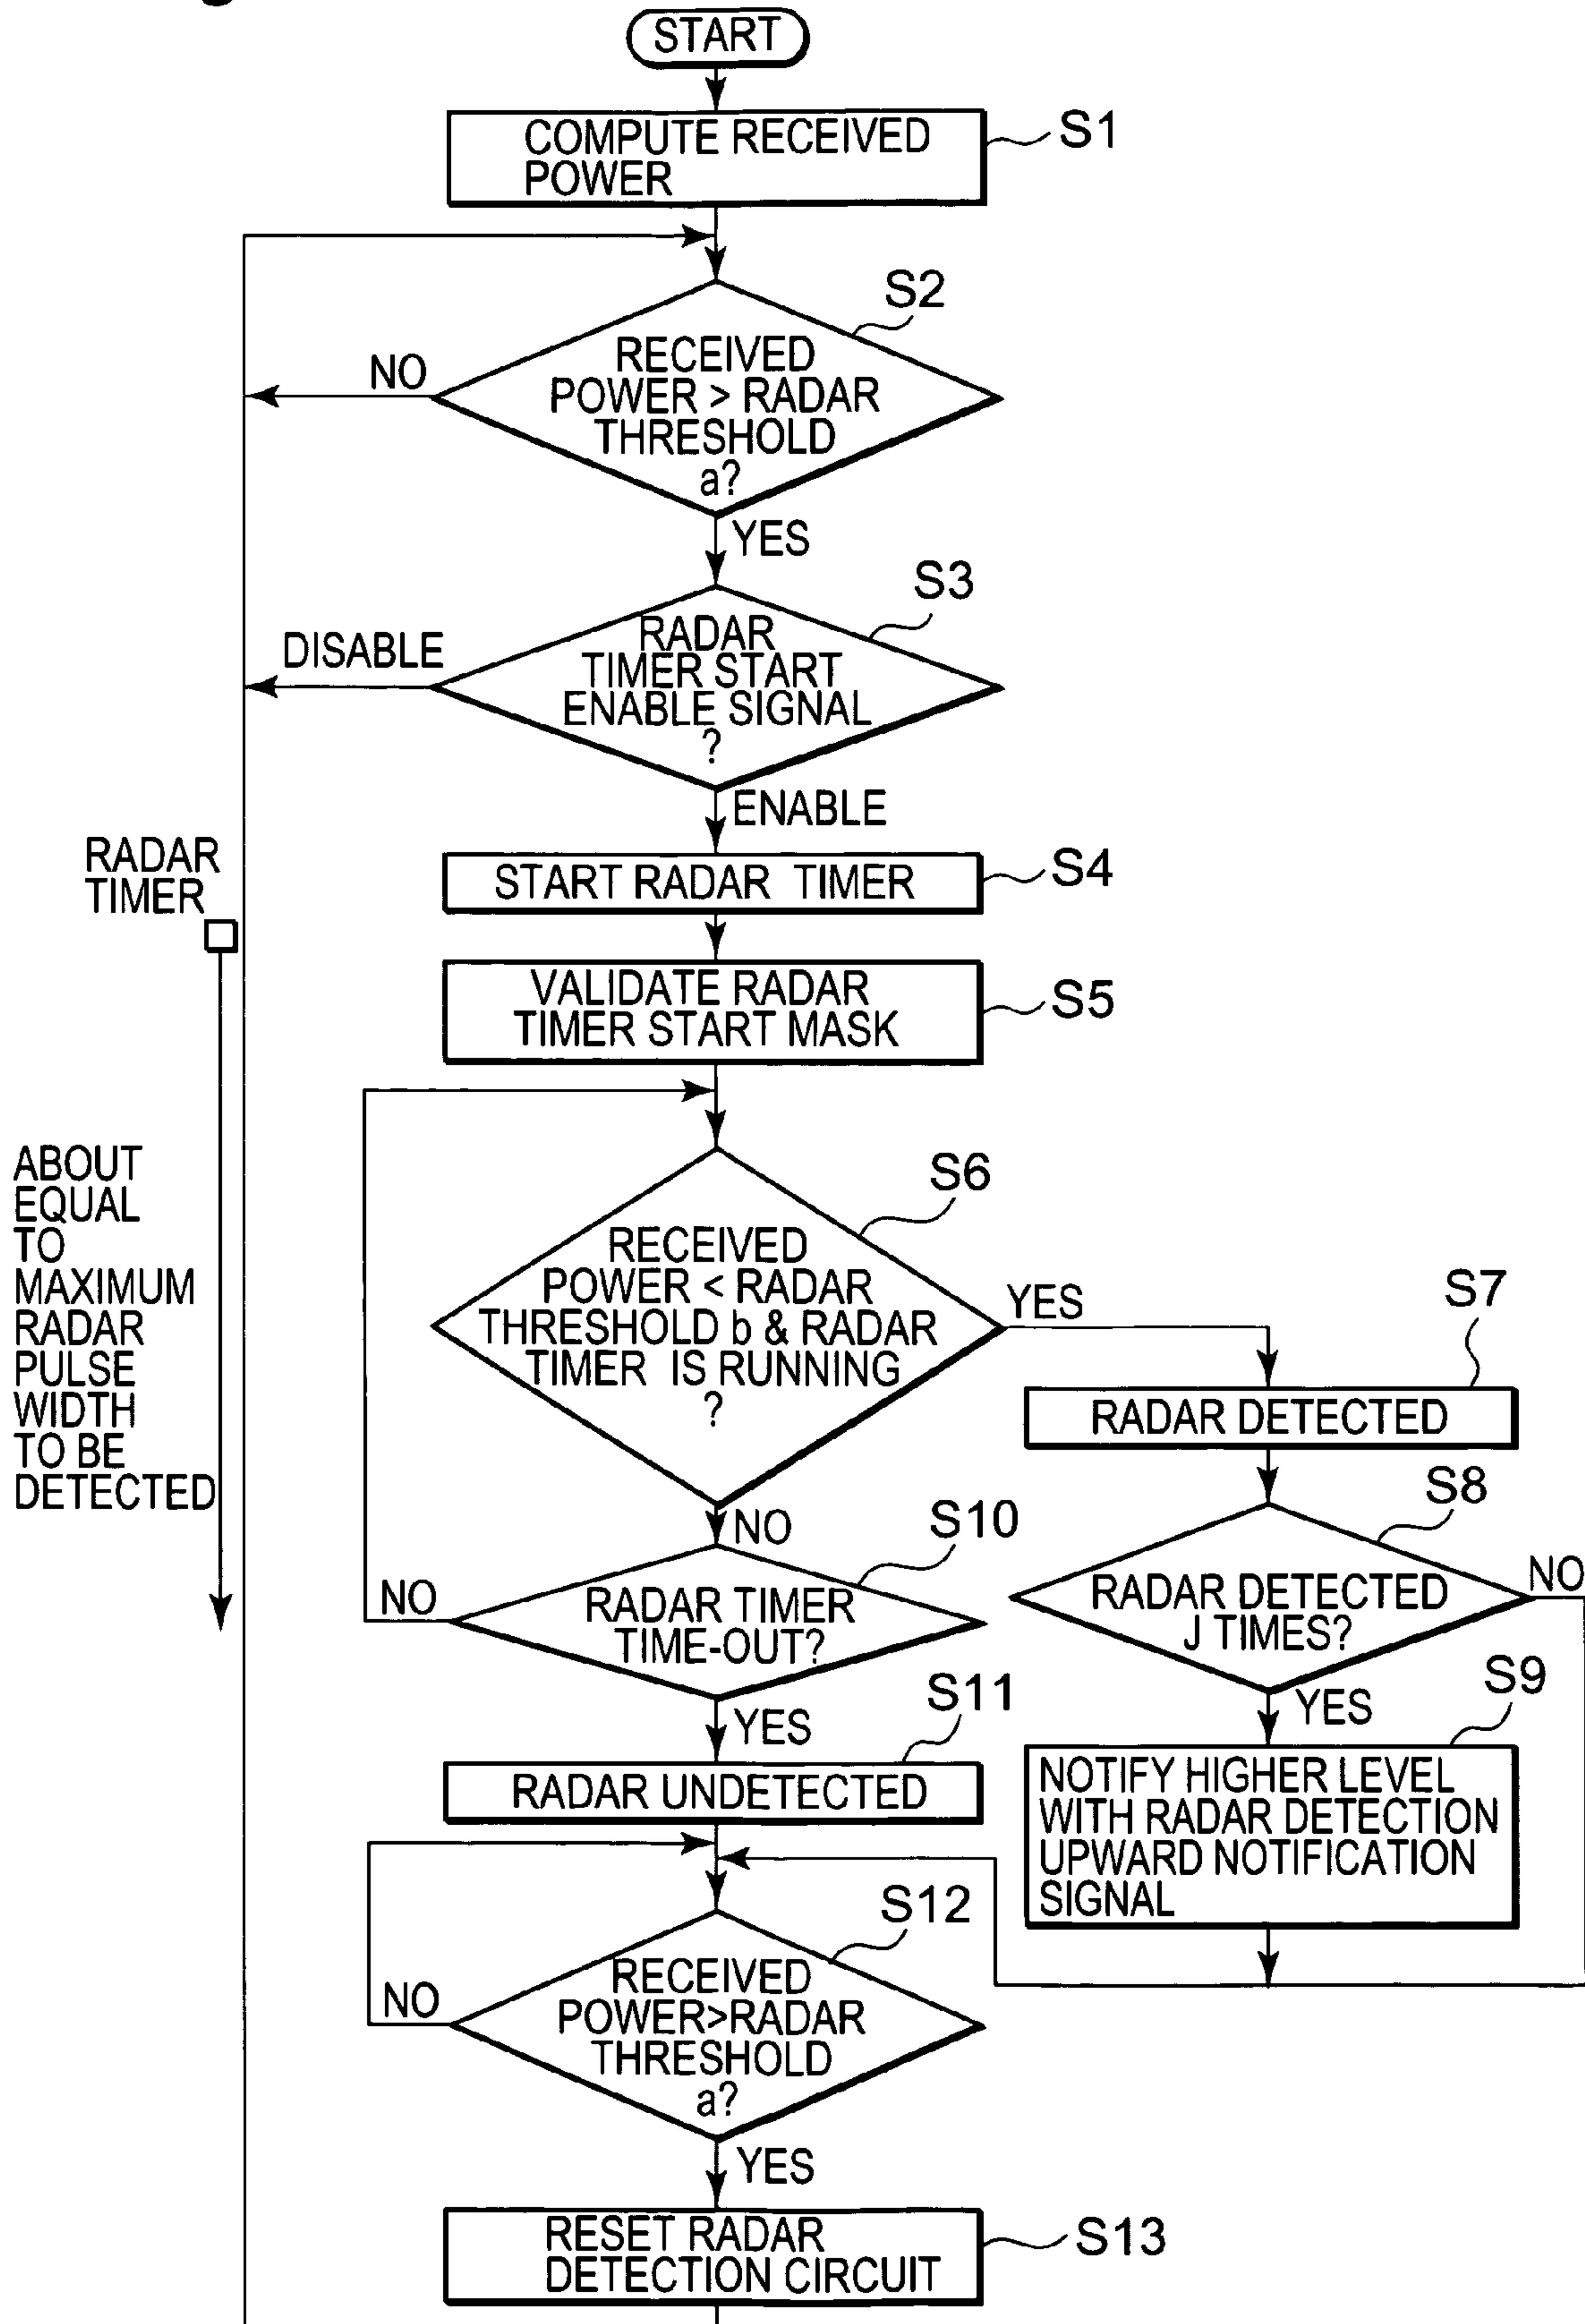 START
COMPUTE RECEIVED
POWER
S1
S2
RECEIVED
POWER > RADAR
THRESHOLD
a?
NO
YES
S3
RADAR
TIMER START
ENABLE SIGNAL
?
DISABLE
ENABLE
RADAR
TIMER
START RADAR TIMER
S4
VALIDATE RADAR
TIMER START MASK
S5
ABOUT
EQUAL
TO
MAXIMUM
RADAR
PULSE
WIDTH
TO BE
DETECTED
S6
RECEIVED
POWER < RADAR
THRESHOLD b & RADAR
TIMER IS RUNNING
?
YES
S7
RADAR DETECTED
S8
RADAR DETECTED
J TIMES?
NO
YES
S9
NOTIFY HIGHER LEVEL
WITH RADAR DETECTION
UPWARD NOTIFICATION
SIGNAL
NO
S10
RADAR TIMER
TIME-OUT?
NO
YES
S11
RADAR UNDETECTED
S12
RECEIVED
POWER>RADAR
THRESHOLD
a?
NO
YES
RESET RADAR
DETECTION CIRCUIT
S13